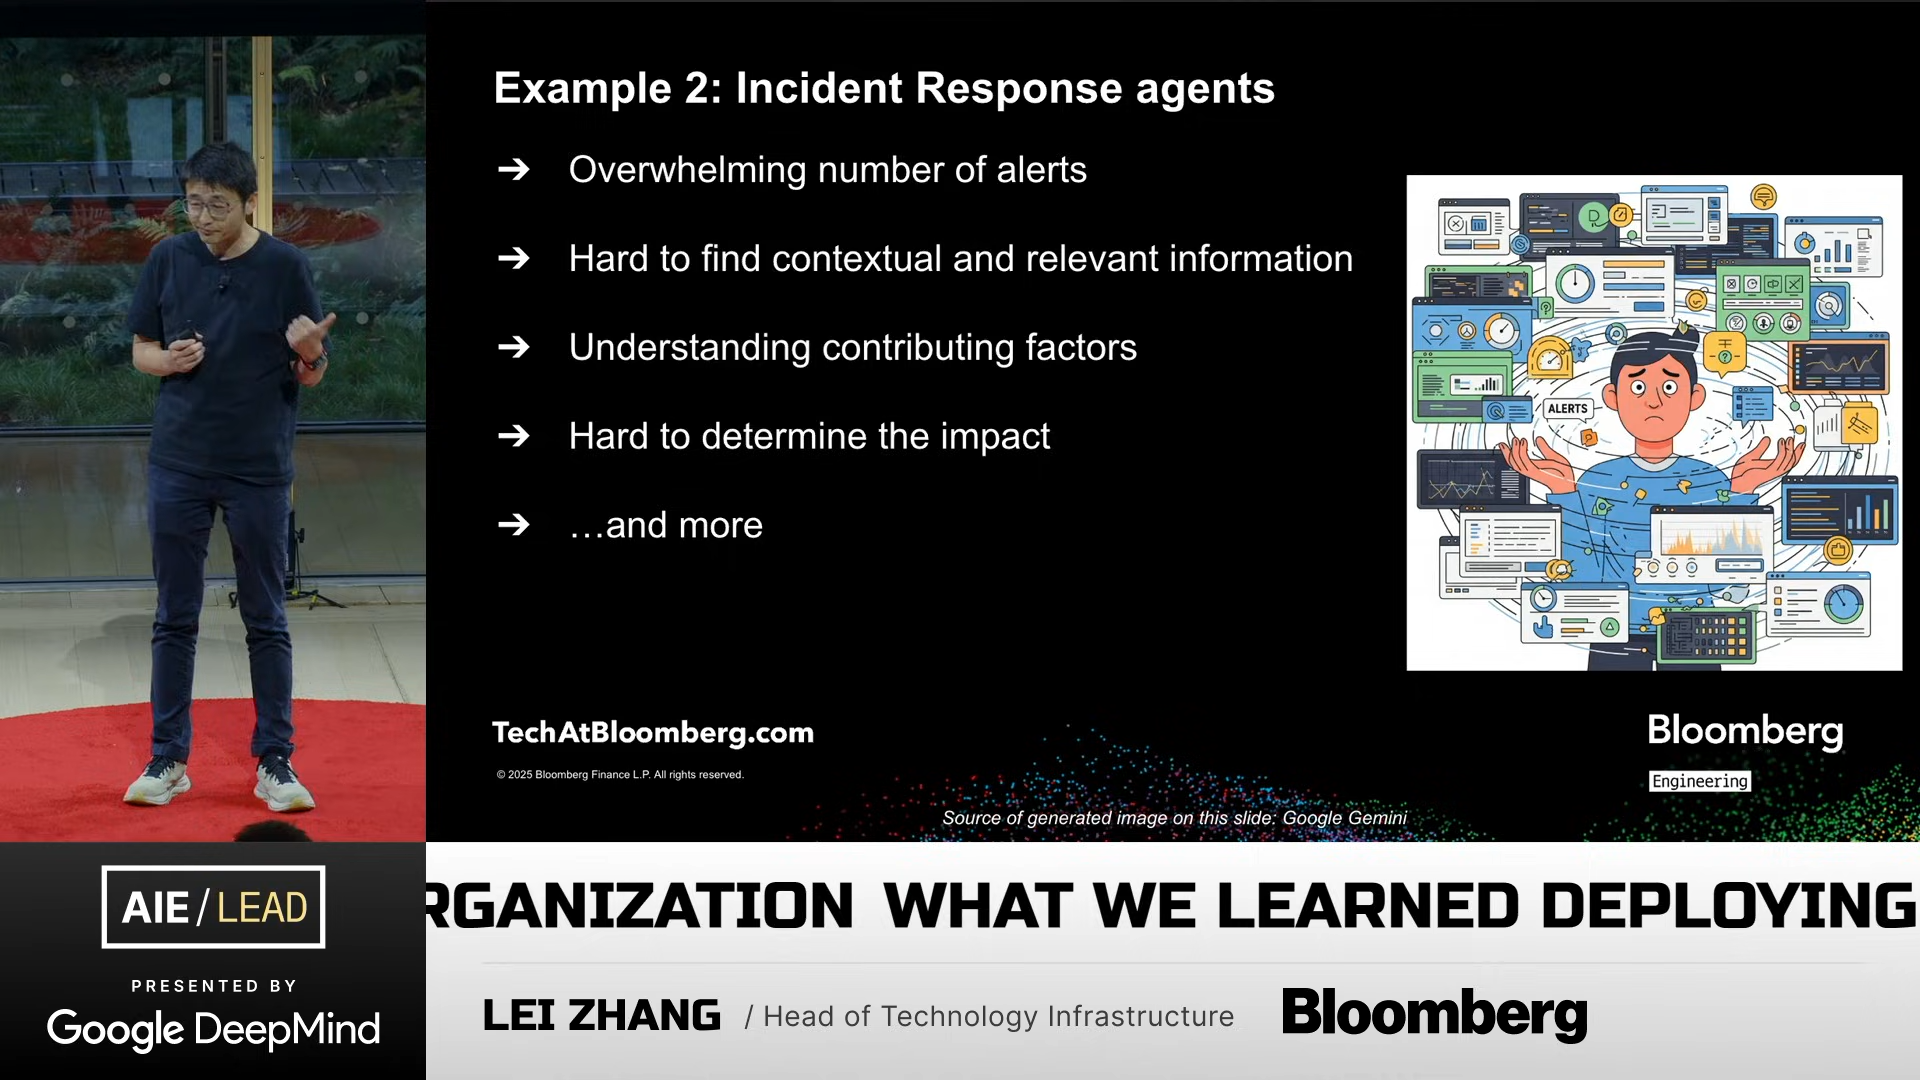 Example 2: Incident Response agents
➔ Overwhelming number of alerts
➔ Hard to find contextual and relevant information
➔ Understanding contributing factors
➔ Hard to determine the impact
➔ …and more
ALERTS
TechAtBloomberg.com
© 2025 Bloomberg Finance L.P. All rights reserved.
Source of generated image on this slide: Google Gemini
Bloomberg
Engineering
AIE/LEAD
PRESENTED BY
Google DeepMind
RGANIZATION WHAT WE LEARNED DEPLOYING
LEI ZHANG / Head of Technology Infrastructure
Bloomberg